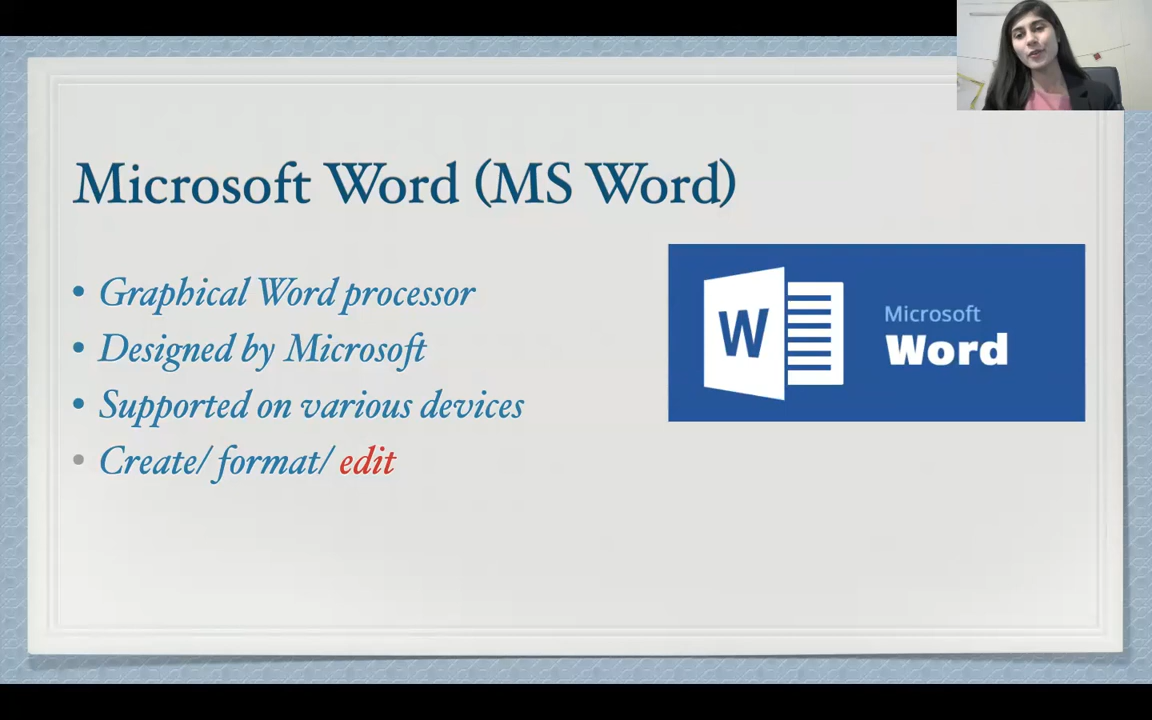 Microsoft Word (MS Word)
• Graphical Word processor
• Designed by Microsoft
• Supported on various devices
• Create/ format/ edit
W
Microsoft
Word